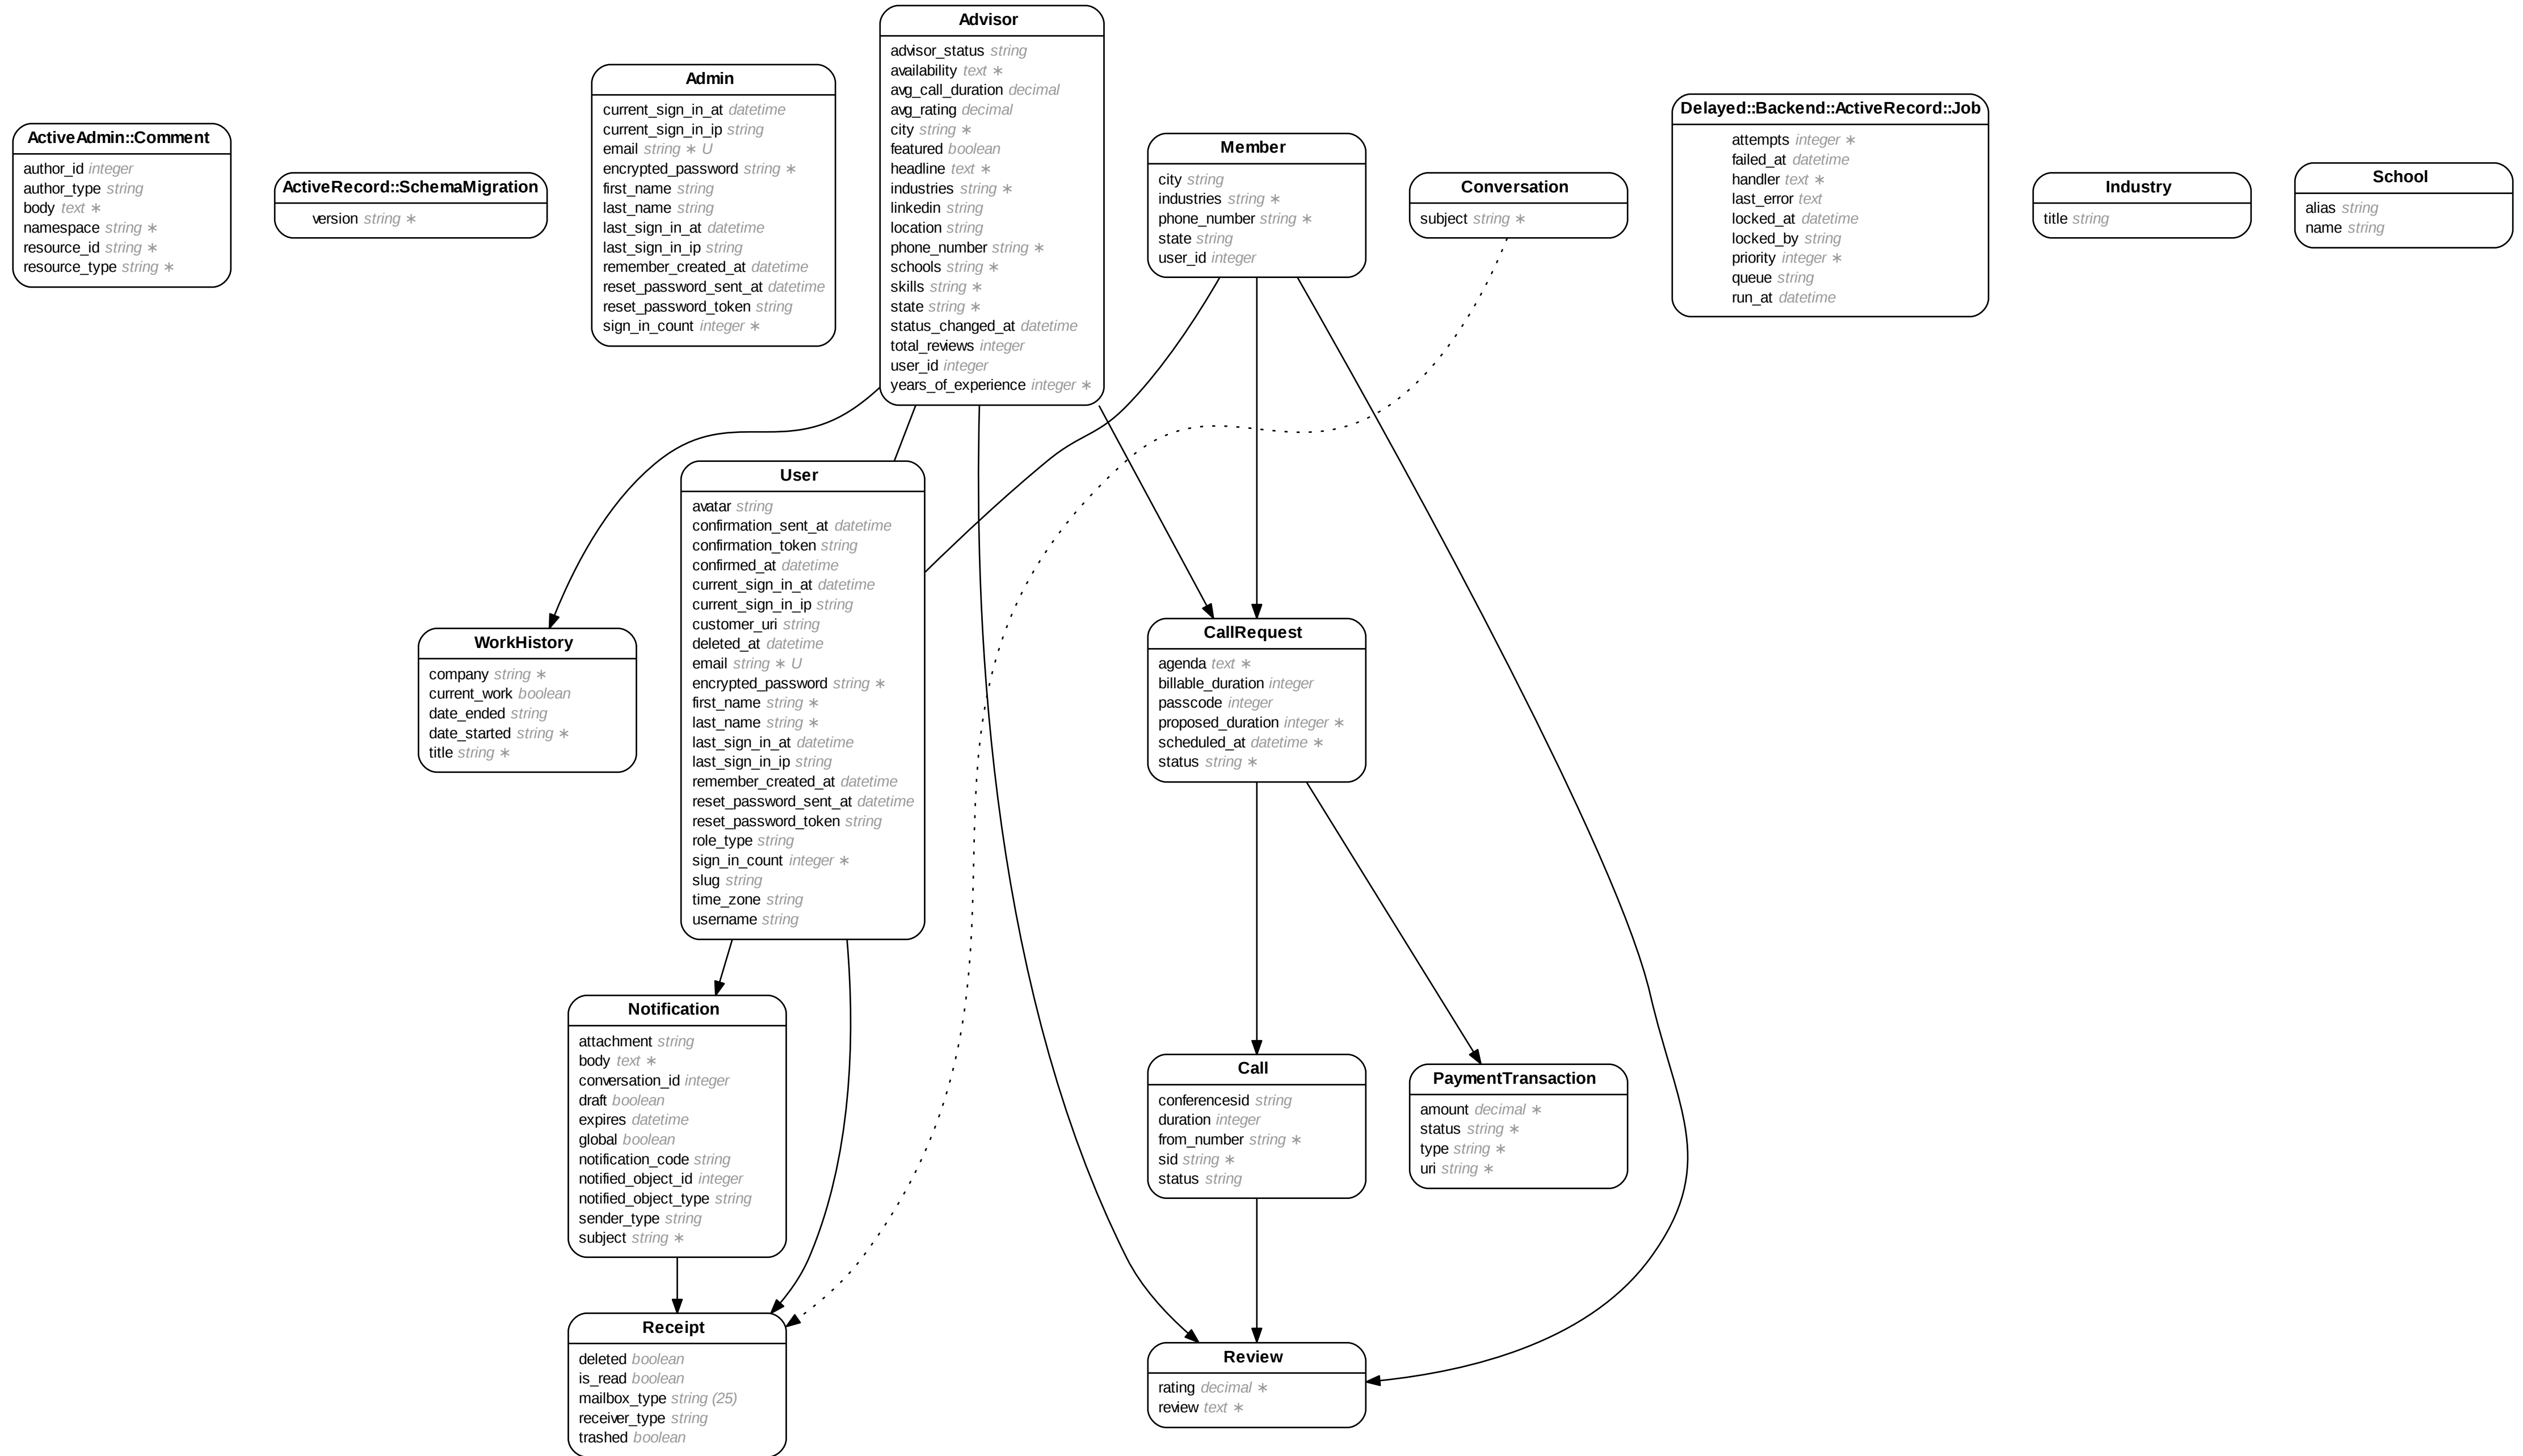 ActiveAdmin::Comment
author_id integer
author_type string
body text ∗
namespace string ∗
resource_id string ∗
resource_type string ∗
ActiveRecord::SchemaMigration
version string ∗
Admin
current_sign_in_at datetime
current_sign_in_ip string
email string ∗ U
encrypted_password string ∗
first_name string
last_name string
last_sign_in_at datetime
last_sign_in_ip string
remember_created_at datetime
reset_password_sent_at datetime
reset_password_token string
sign_in_count integer ∗
Advisor
advisor_status string
availability text ∗
avg_call_duration decimal
avg_rating decimal
city string ∗
featured boolean
headline text ∗
industries string ∗
linkedin string
location string
phone_number string ∗
schools string ∗
skills string ∗
state string ∗
status_changed_at datetime
total_reviews integer
user_id integer
years_of_experience integer ∗
Member
city string
industries string ∗
phone_number string ∗
state string
user_id integer
Conversation
subject string ∗
Delayed::Backend::ActiveRecord::Job
attempts integer ∗
failed_at datetime
handler text ∗
last_error text
locked_at datetime
locked_by string
priority integer ∗
queue string
run_at datetime
Industry
title string
School
alias string
name string
WorkHistory
company string ∗
current_work boolean
date_ended string
date_started string ∗
title string ∗
User
avatar string
confirmation_sent_at datetime
confirmation_token string
confirmed_at datetime
current_sign_in_at datetime
current_sign_in_ip string
customer_uri string
deleted_at datetime
email string ∗ U
encrypted_password string ∗
first_name string ∗
last_name string ∗
last_sign_in_at datetime
last_sign_in_ip string
remember_created_at datetime
reset_password_sent_at datetime
reset_password_token string
role_type string
sign_in_count integer ∗
slug string
time_zone string
username string
CallRequest
agenda text ∗
billable_duration integer
passcode integer
proposed_duration integer ∗
scheduled_at datetime ∗
status string ∗
Notification
attachment string
body text ∗
conversation_id integer
draft boolean
expires datetime
global boolean
notification_code string
notified_object_id integer
notified_object_type string
sender_type string
subject string ∗
Call
conferencesid string
duration integer
from_number string ∗
sid string ∗
status string
PaymentTransaction
amount decimal ∗
status string ∗
type string ∗
uri string ∗
Receipt
deleted boolean
is_read boolean
mailbox_type string (25)
receiver_type string
trashed boolean
Review
rating decimal ∗
review text ∗